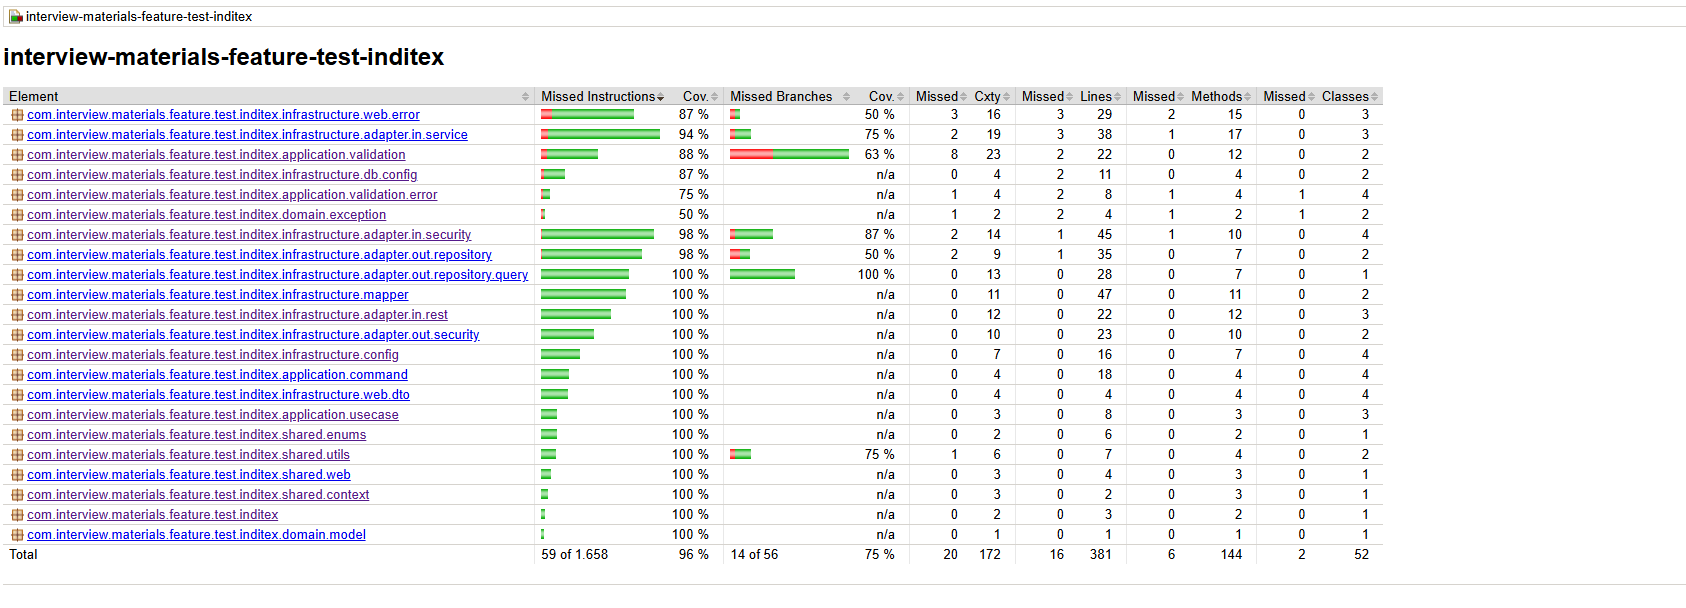 interview-materials-feature-test-inditex
interview-materials-feature-test-inditex
Element Missed Instructions Cov. Missed Branches Cov. Missed Cxty Missed Lines Missed Methods Missed Classes
com.interview.materials.feature.test.inditex.infrastructure.web.error 87 % 50 % 3 16 3 29 2 15 0 3
com.interview.materials.feature.test.inditex.infrastructure.adapter.in.service 94 % 75 % 2 19 3 38 1 17 0 3
com.interview.materials.feature.test.inditex.application.validation 88 % 63 % 8 23 2 22 0 12 0 2
com.interview.materials.feature.test.inditex.infrastructure.db.config 87 % n/a 0 4 2 11 0 4 0 2
com.interview.materials.feature.test.inditex.application.validation.error 75 % n/a 1 4 2 8 1 4 1 4
com.interview.materials.feature.test.inditex.domain.exception 50 % n/a 1 2 2 4 1 2 1 2
com.interview.materials.feature.test.inditex.infrastructure.adapter.in.security 98 % 87 % 2 14 1 45 1 10 0 4
com.interview.materials.feature.test.inditex.infrastructure.adapter.out.repository 98 % 50 % 2 9 1 35 0 7 0 2
com.interview.materials.feature.test.inditex.infrastructure.adapter.out.repository.query 100 % 100 % 0 13 0 28 0 7 0 1
com.interview.materials.feature.test.inditex.infrastructure.mapper 100 % n/a 0 11 0 47 0 11 0 2
com.interview.materials.feature.test.inditex.infrastructure.adapter.in.rest 100 % n/a 0 12 0 22 0 12 0 3
com.interview.materials.feature.test.inditex.infrastructure.adapter.out.security 100 % n/a 0 10 0 23 0 10 0 2
com.interview.materials.feature.test.inditex.infrastructure.config 100 % n/a 0 7 0 16 0 7 0 4
com.interview.materials.feature.test.inditex.application.command 100 % n/a 0 4 0 18 0 4 0 4
com.interview.materials.feature.test.inditex.infrastructure.web.dto 100 % n/a 0 4 0 4 0 4 0 4
com.interview.materials.feature.test.inditex.application.usecase 100 % n/a 0 3 0 8 0 3 0 3
com.interview.materials.feature.test.inditex.shared.enums 100 % n/a 0 2 0 6 0 2 0 1
com.interview.materials.feature.test.inditex.shared.utils 100 % 75 % 1 6 0 7 0 4 0 2
com.interview.materials.feature.test.inditex.shared.web 100 % n/a 0 3 0 4 0 3 0 1
com.interview.materials.feature.test.inditex.shared.context 100 % n/a 0 3 0 2 0 3 0 1
com.interview.materials.feature.test.inditex 100 % n/a 0 2 0 3 0 2 0 1
com.interview.materials.feature.test.inditex.domain.model 100 % n/a 0 1 0 1 0 1 0 1
Total 59 of 1.658 96 % 14 of 56 75 % 20 172 16 381 6 144 2 52